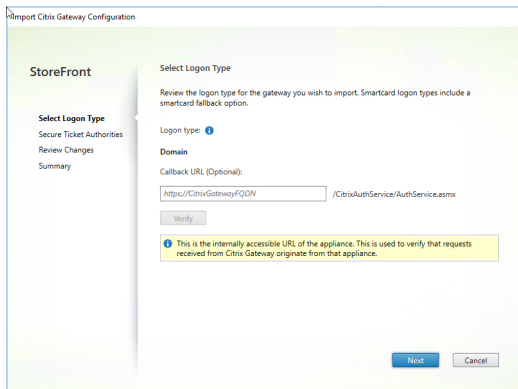 Import Citrix Gateway Configuration
StoreFront
Select Logon Type
Secure Ticket Authorities
Review Changes
Summary
Select Logon Type
Review the logon type for the gateway you wish to import. Smartcard logon types include a
smartcard fallback option.
Logon type:
Domain
Callback URL (Optional):
https://CitrixGatewayFQDN /CitrixAuthService/AuthService.asmx
Verify
This is the internally accessible URL of the appliance. This is used to verify that requests
received from Citrix Gateway originate from that appliance.
Next Cancel